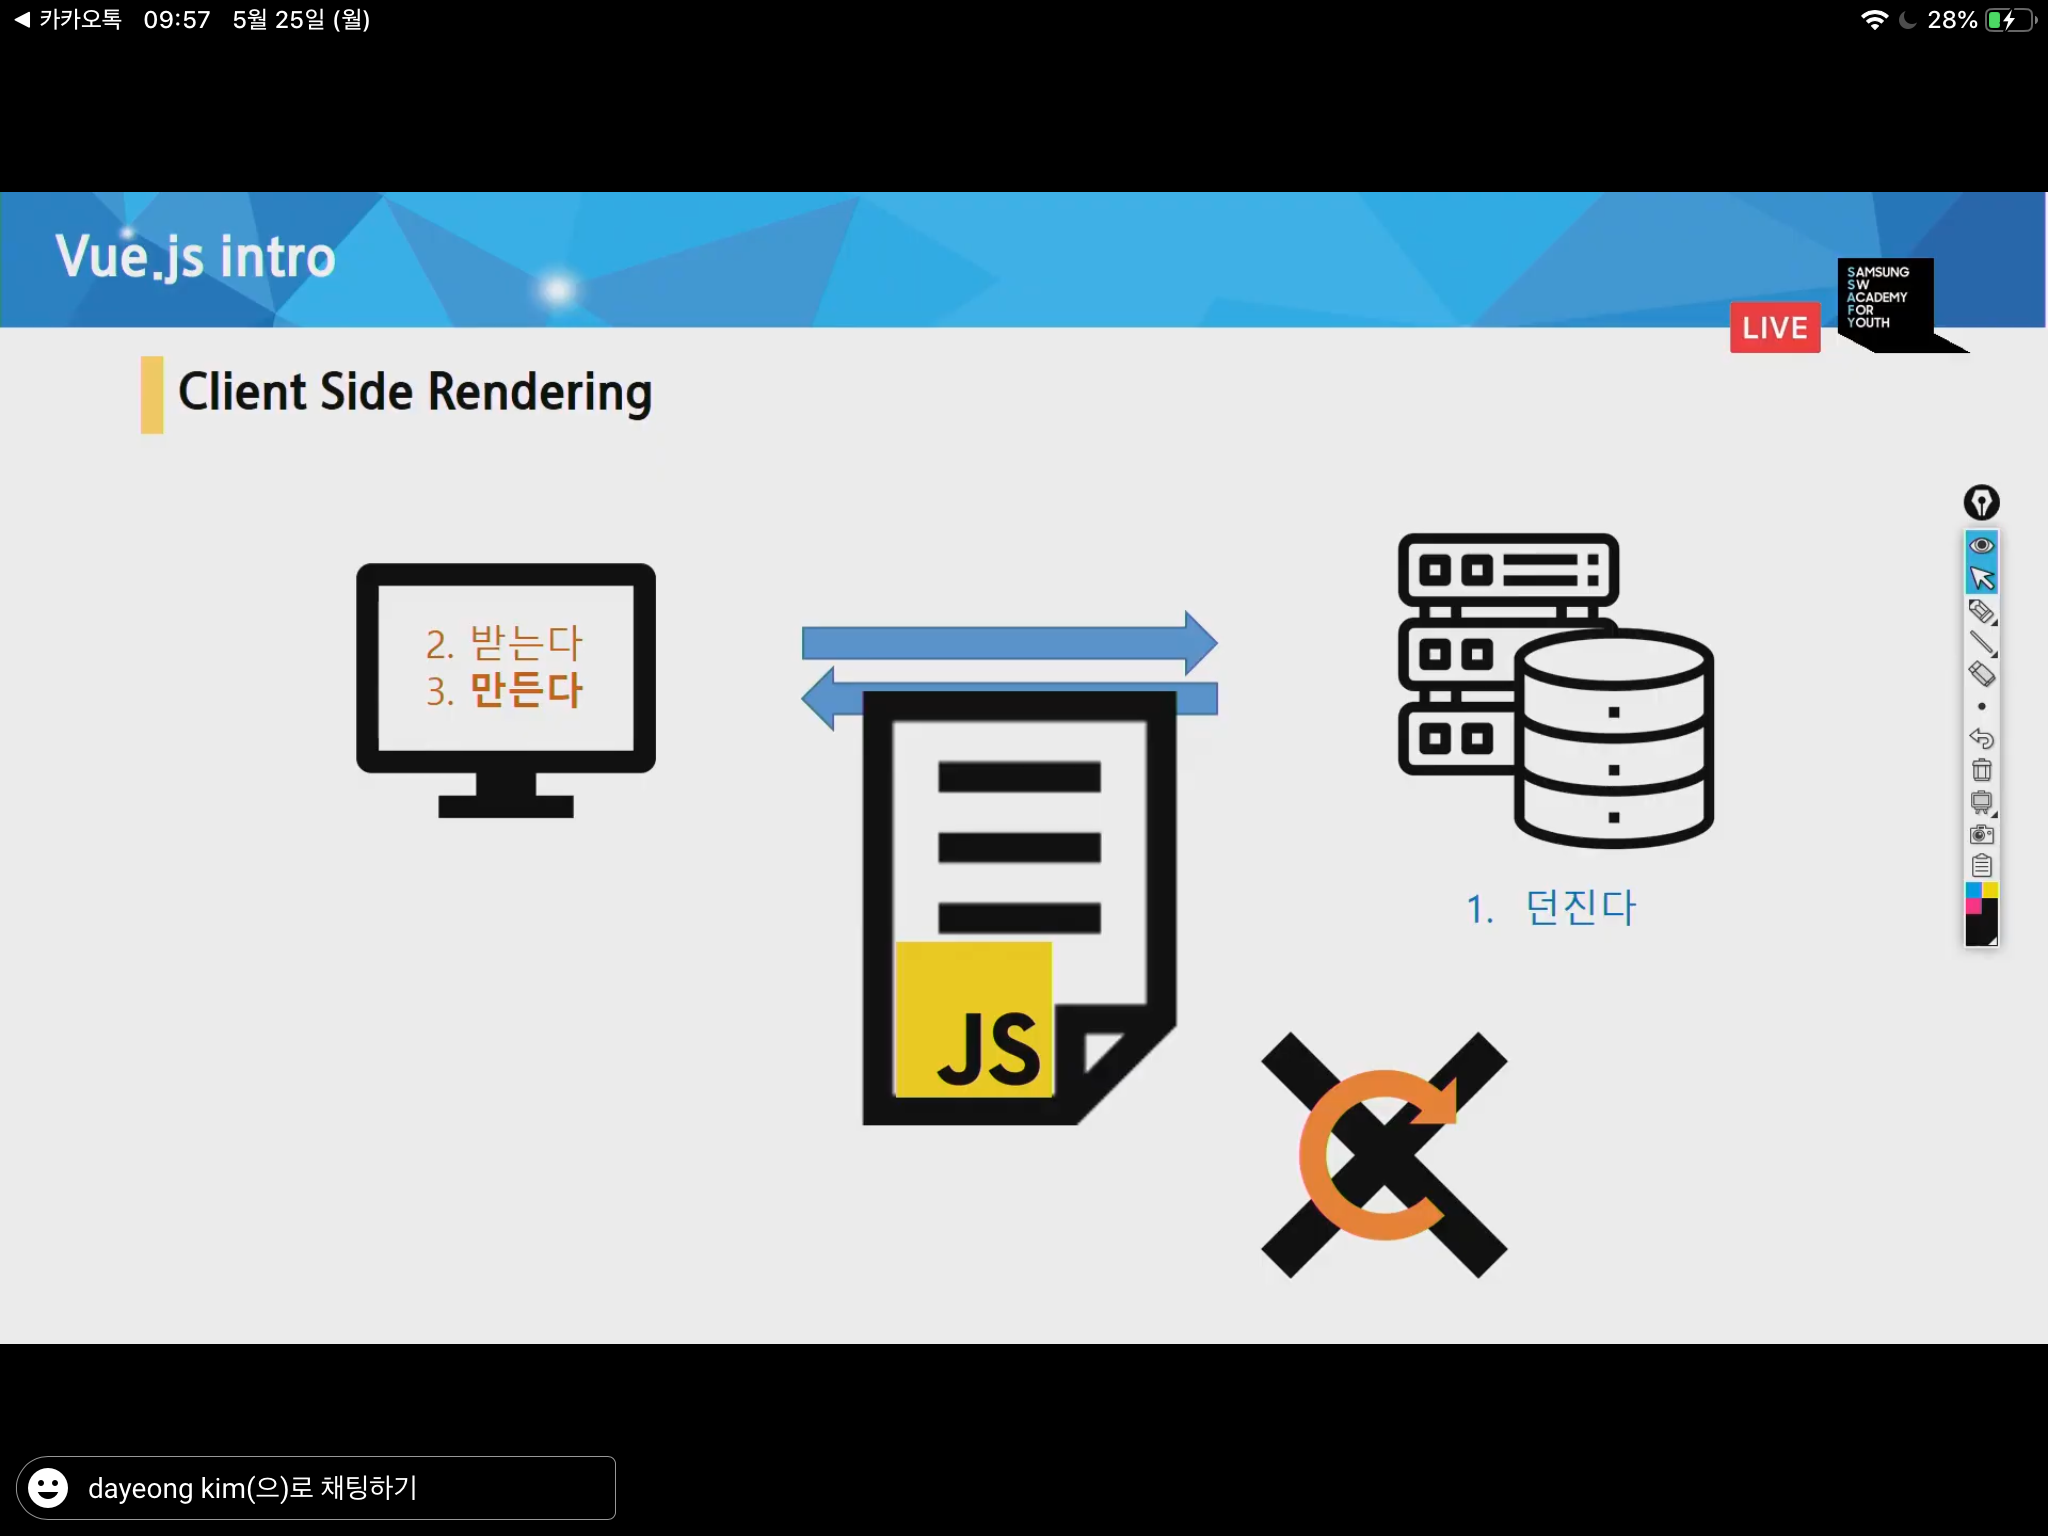 ◀ 카카오톡 09:57 5월 25일 (월)
28%
Vue.js intro
LIVE
SAMSUNG
SW
ACADEMY
FOR
YOUTH
Client Side Rendering
2. 받는다
3. 만든다
1. 던진다
JS
dayeong kim(으)로 채팅하기